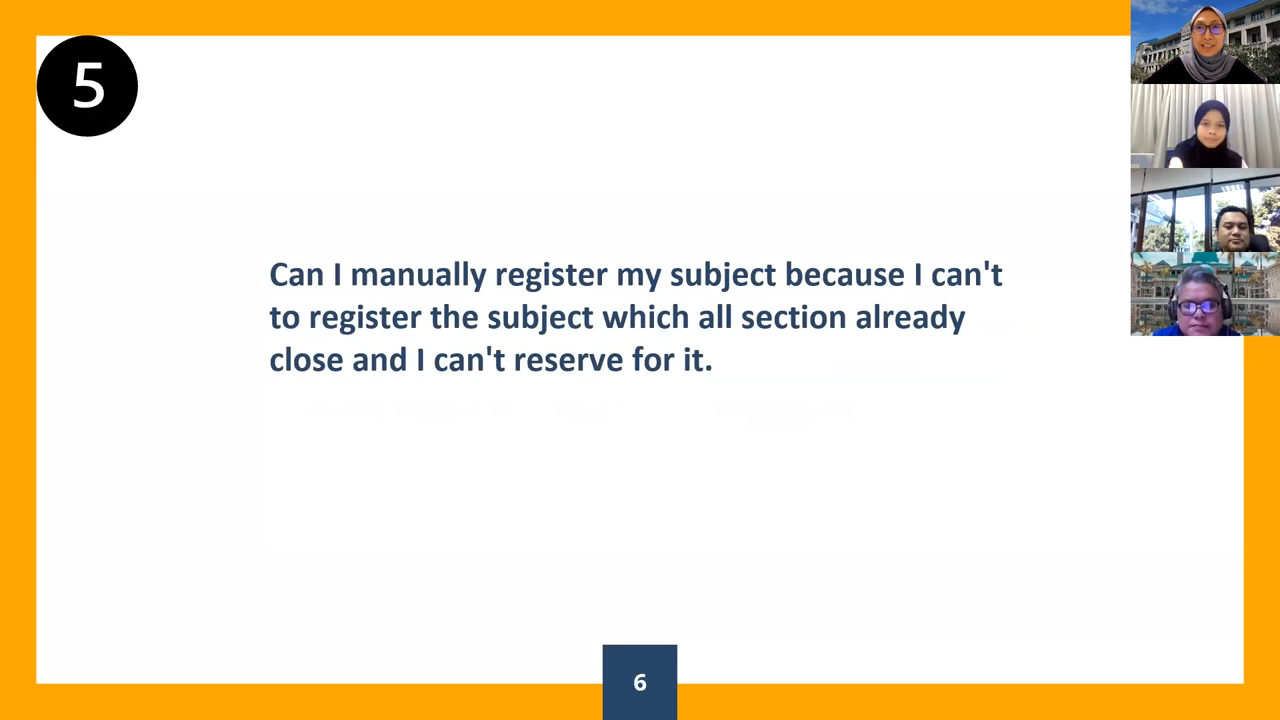 5
Can I manually register my subject because I can't
to register the subject which all section already
close and I can't reserve for it.
6